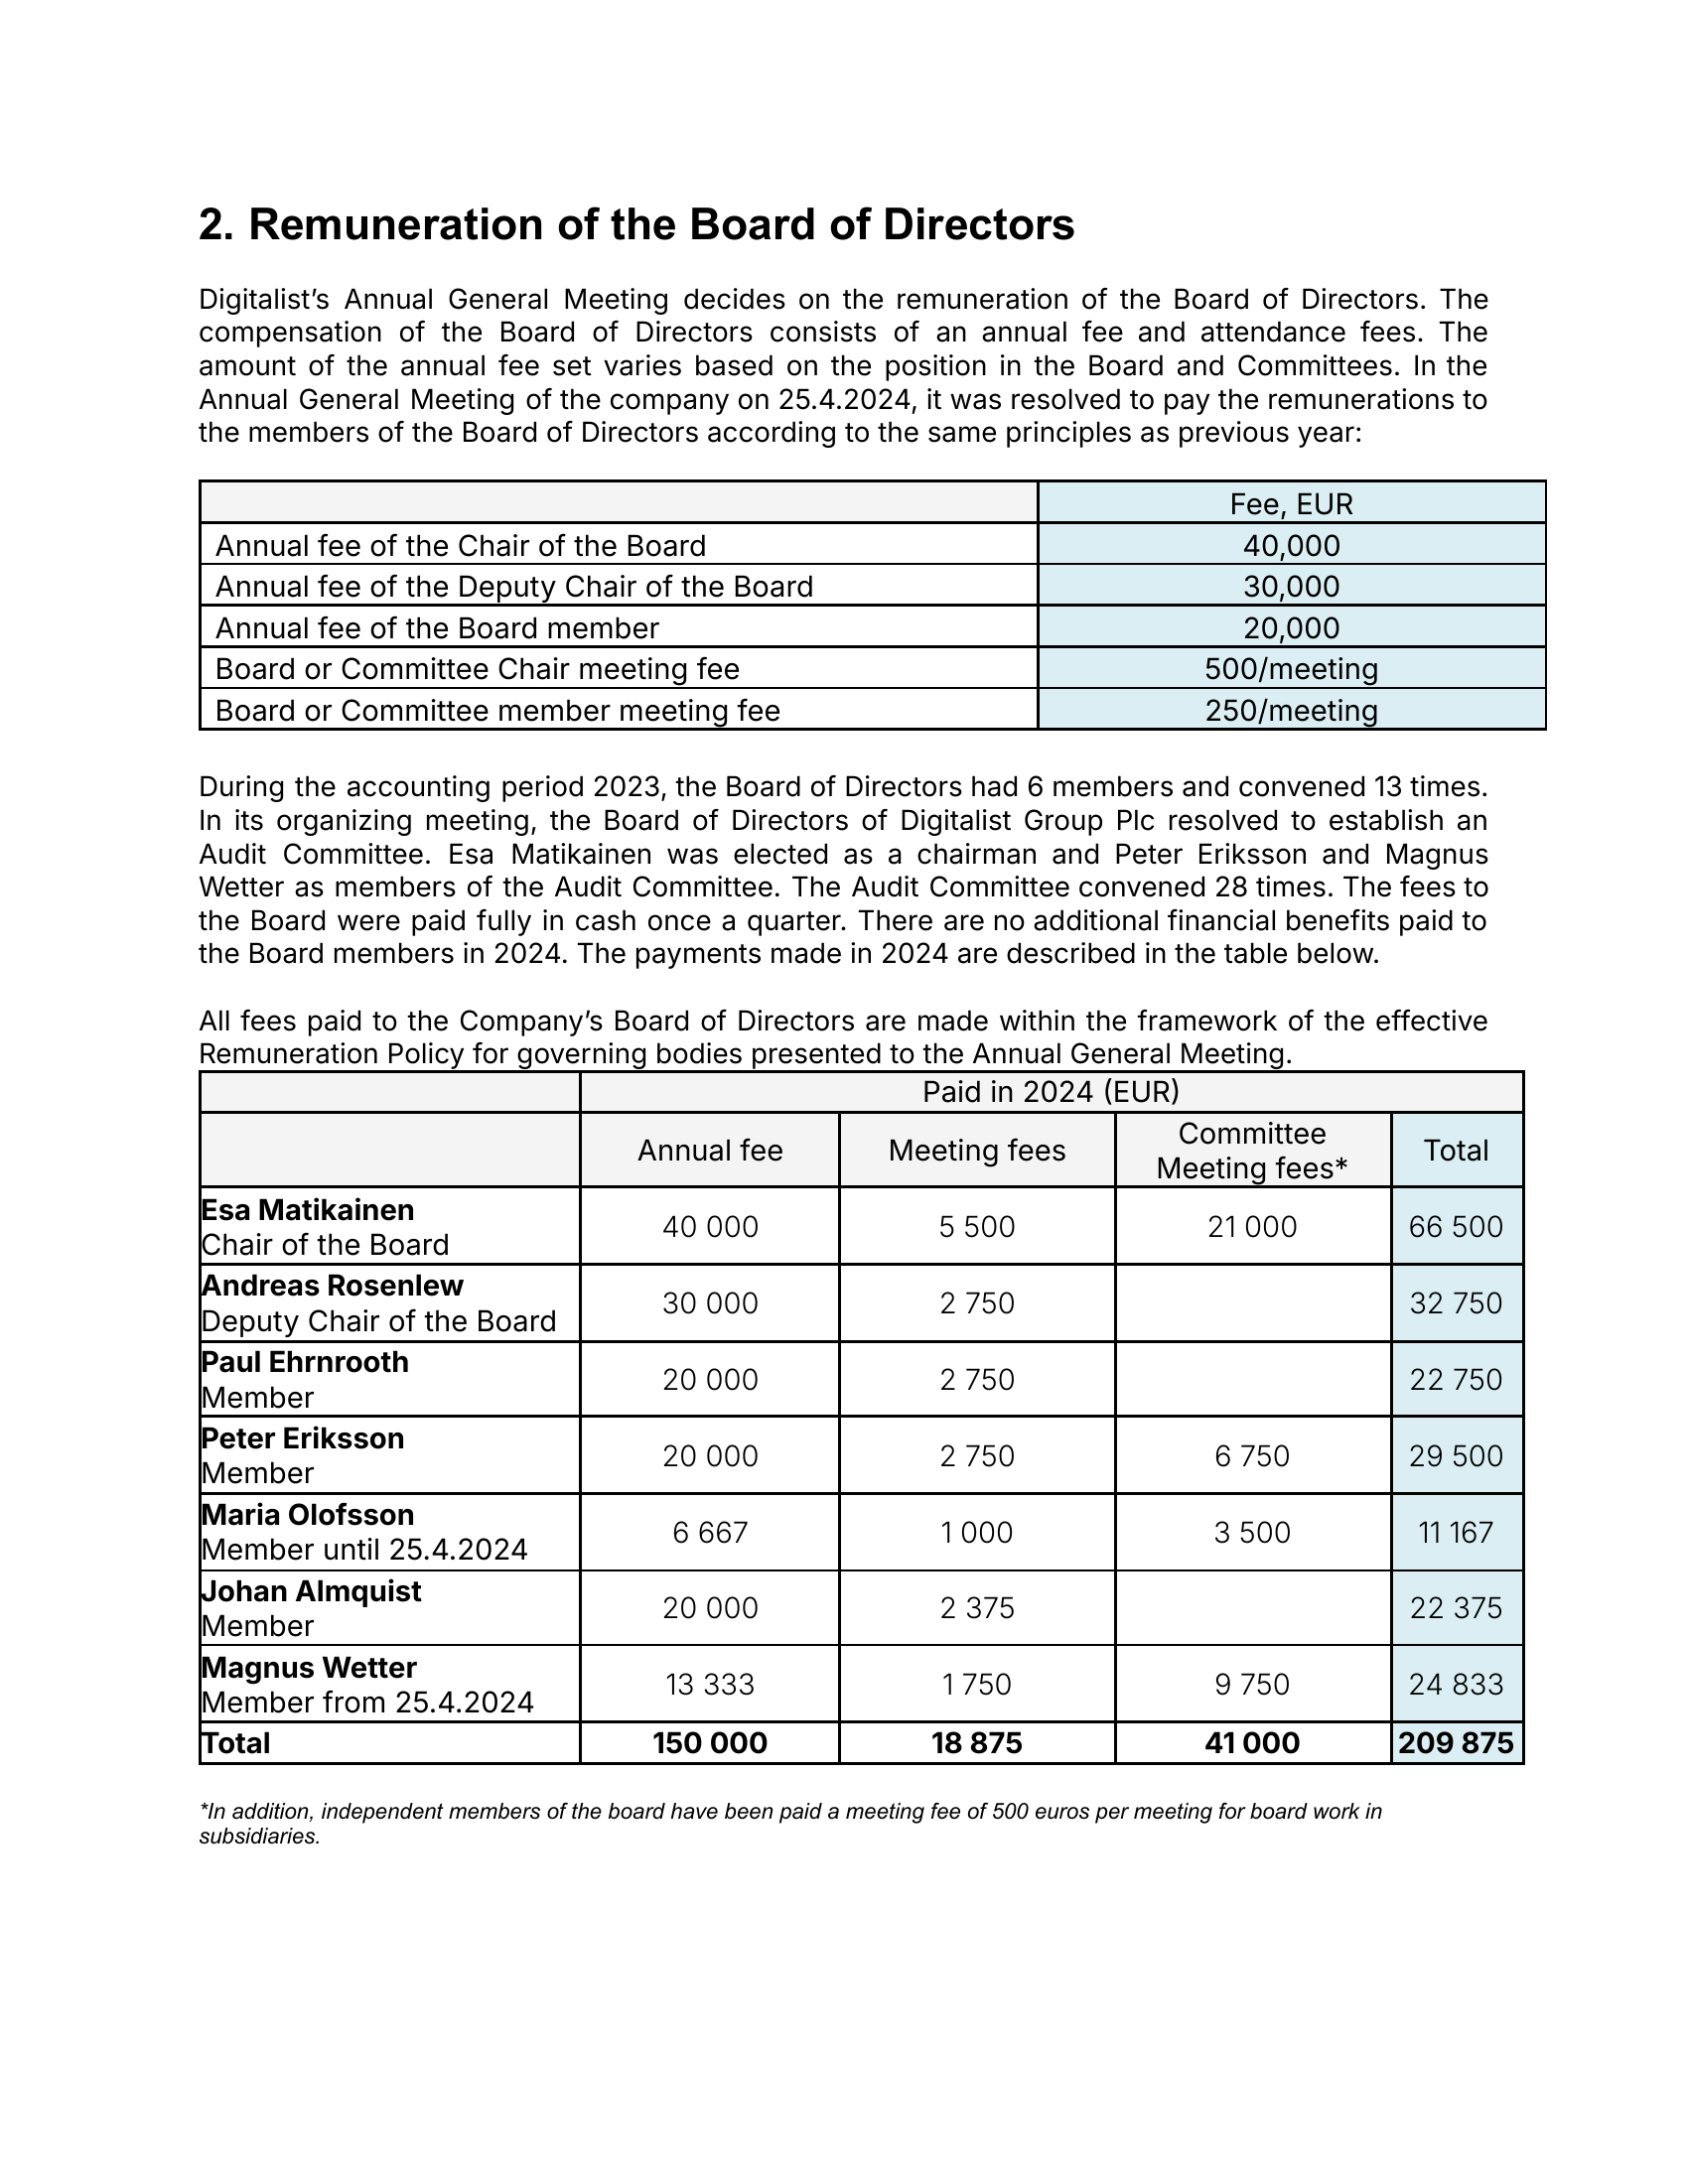 2. Remuneration of the Board of Directors
Digitalist’s Annual General Meeting decides on the remuneration of the Board of Directors. The
compensation of the Board of Directors consists of an annual fee and attendance fees. The
amount of the annual fee set varies based on the position in the Board and Committees. In the
Annual General Meeting of the company on 25.4.2024, it was resolved to pay the remunerations to
the members of the Board of Directors according to the same principles as previous year:
Fee, EUR
Annual fee of the Chair of the Board 40,000
Annual fee of the Deputy Chair of the Board 30,000
Annual fee of the Board member 20,000
Board or Committee Chair meeting fee 500/meeting
Board or Committee member meeting fee 250/meeting
During the accounting period 2023, the Board of Directors had 6 members and convened 13 times.
In its organizing meeting, the Board of Directors of Digitalist Group Plc resolved to establish an
Audit Committee. Esa Matikainen was elected as a chairman and Peter Eriksson and Magnus
Wetter as members of the Audit Committee. The Audit Committee convened 28 times. The fees to
the Board were paid fully in cash once a quarter. There are no additional financial benefits paid to
the Board members in 2024. The payments made in 2024 are described in the table below.
All fees paid to the Company’s Board of Directors are made within the framework of the effective
Remuneration Policy for governing bodies presented to the Annual General Meeting.
Paid in 2024 (EUR)
Annual fee Meeting fees Committee Meeting fees* Total
Esa Matikainen
Chair of the Board 40 000 5 500 21 000 66 500
Andreas Rosenlew
Deputy Chair of the Board 30 000 2 750 32 750
Paul Ehrnrooth
Member 20 000 2 750 22 750
Peter Eriksson
Member 20 000 2 750 6 750 29 500
Maria Olofsson
Member until 25.4.2024 6 667 1 000 3 500 11 167
Johan Almquist
Member 20 000 2 375 22 375
Magnus Wetter
Member from 25.4.2024 13 333 1 750 9 750 24 833
Total 150 000 18 875 41 000 209 875
*In addition, independent members of the board have been paid a meeting fee of 500 euros per meeting for board work in
subsidiaries.